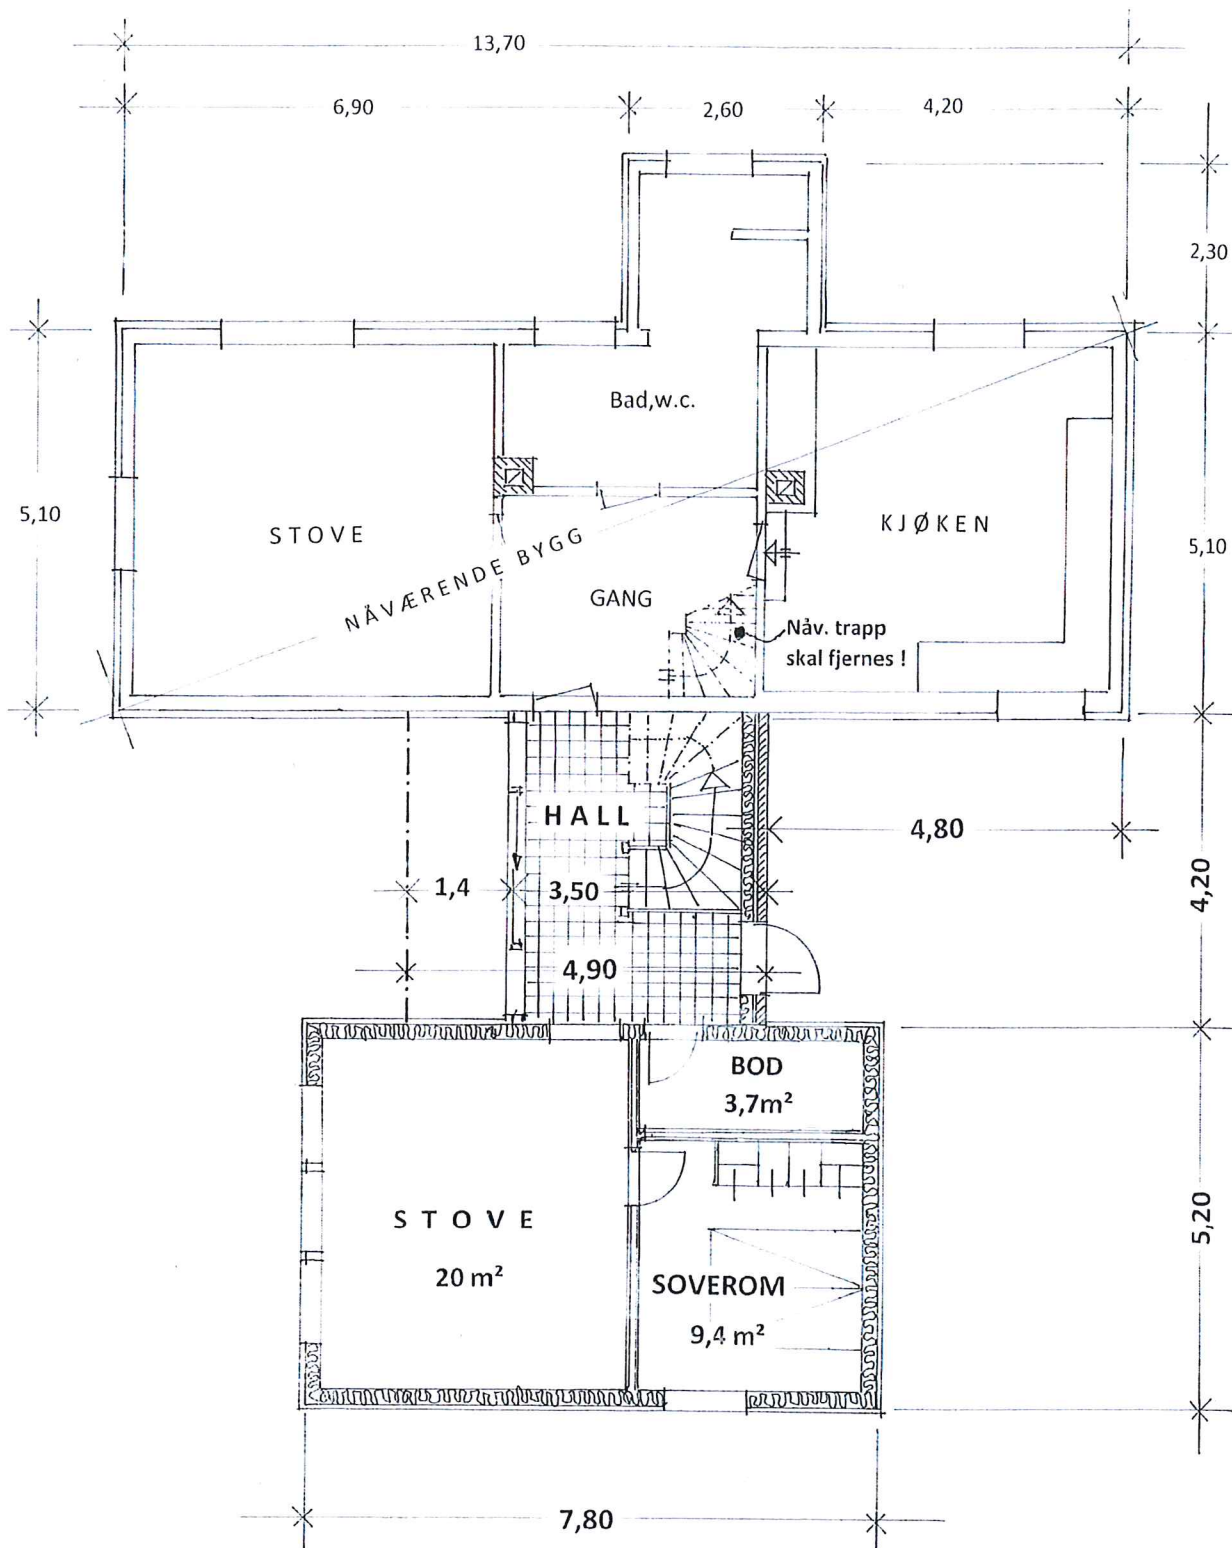 13,70
6,90
2,60
4,20
2,30
Bad,w.c.
5,10
STOVE
NÅVÆRENDE BYGG
KJØKEN
5,10
GANG
Nåv. trapp
skal fjernes !
HALL
4,80
1,4
3,50
4,20
4,90
BOD
3,7m²
STOVE
20 m²
SOVEROM
9,4 m²
5,20
7,80